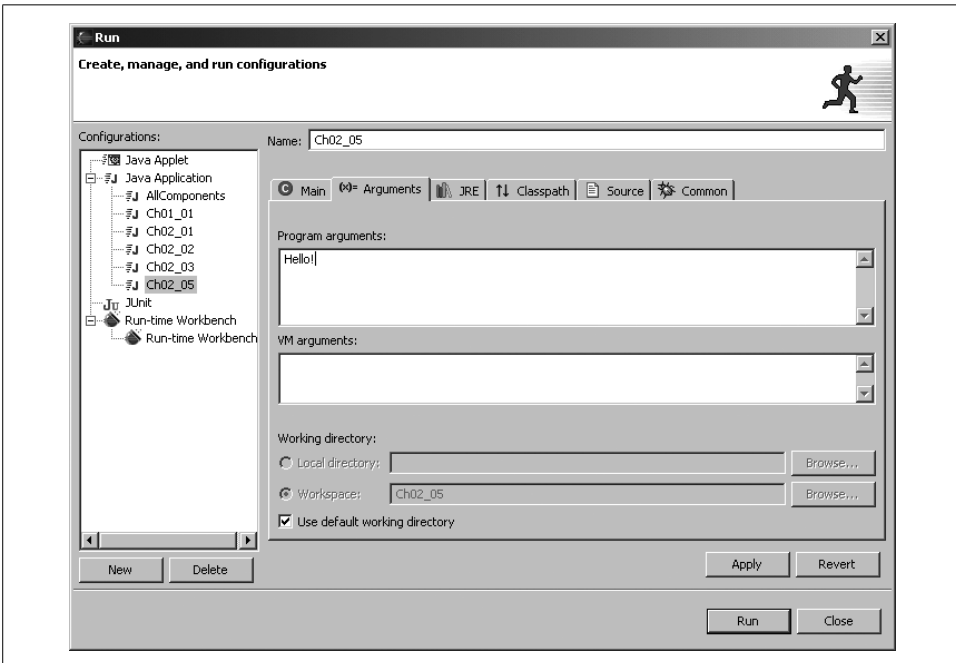 Run
Create, manage, and run configurations
Configurations:
Java Applet
Java Application
AllComponents
Ch01_01
Ch02_01
Ch02_02
Ch02_03
Ch02_05
JUnit
Run-time Workbench
Run-time Workbench
New
Delete
Name: Ch02_05
Main
(x)= Arguments
JRE
Classpath
Source
Common
Program arguments:
Hello!
VM arguments:
Working directory:
Local directory:
Browse...
Workspace: Ch02_05
Browse...
Use default working directory
Apply
Revert
Run
Close